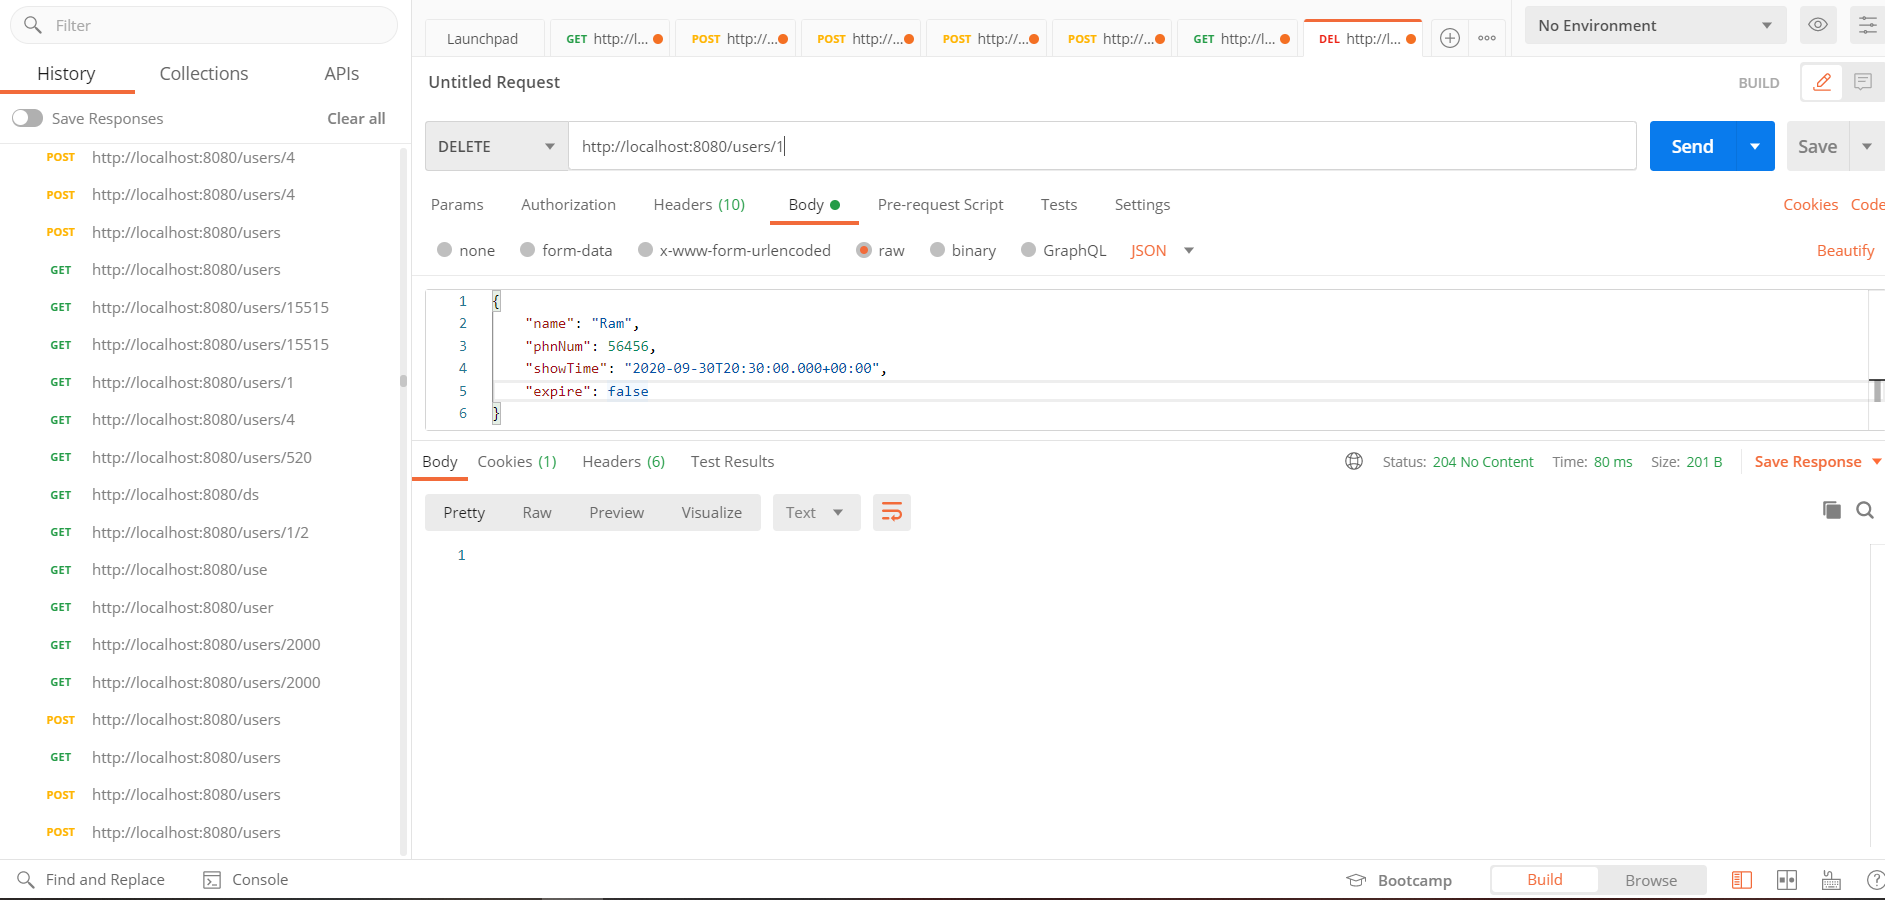 Filter
History Collections APIs
Save Responses Clear all
POST http://localhost:8080/users/4
POST http://localhost:8080/users/4
POST http://localhost:8080/users
GET http://localhost:8080/users
GET http://localhost:8080/users/15515
GET http://localhost:8080/users/15515
GET http://localhost:8080/users/1
GET http://localhost:8080/users/4
GET http://localhost:8080/users/520
GET http://localhost:8080/ds
GET http://localhost:8080/users/1/2
GET http://localhost:8080/use
GET http://localhost:8080/user
GET http://localhost:8080/users/2000
GET http://localhost:8080/users/2000
POST http://localhost:8080/users
GET http://localhost:8080/users
POST http://localhost:8080/users
POST http://localhost:8080/users
Launchpad GET http://l... POST http://... POST http://... POST http://... POST http://... GET http://l... DEL http://l... No Environment
Untitled Request BUILD
DELETE http://localhost:8080/users/1 Send Save
Params Authorization Headers (10) Body Pre-request Script Tests Settings Cookies Code
none form-data x-www-form-urlencoded raw binary GraphQL JSON Beautify
1 {
2 "name": "Ram",
3 "phnNum": 56456,
4 "showTime": "2020-09-30T20:30:00.000+00:00",
5 "expire": false
6 }
Body Cookies (1) Headers (6) Test Results Status: 204 No Content Time: 80 ms Size: 201 B Save Response
Pretty Raw Preview Visualize Text
1
Find and Replace Console Bootcamp Build Browse